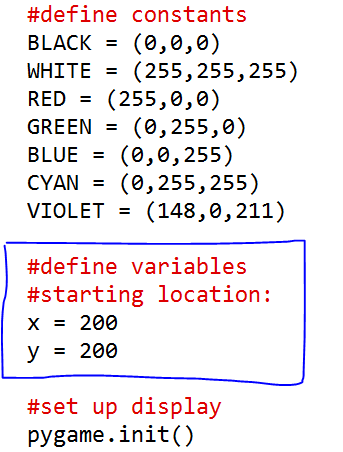 #define constants
BLACK = (0,0,0)
WHITE = (255,255,255)
RED = (255,0,0)
GREEN = (0,255,0)
BLUE = (0,0,255)
CYAN = (0,255,255)
VIOLET = (148,0,211)
#define variables
#starting location:
x = 200
y = 200
#set up display
pygame.init()